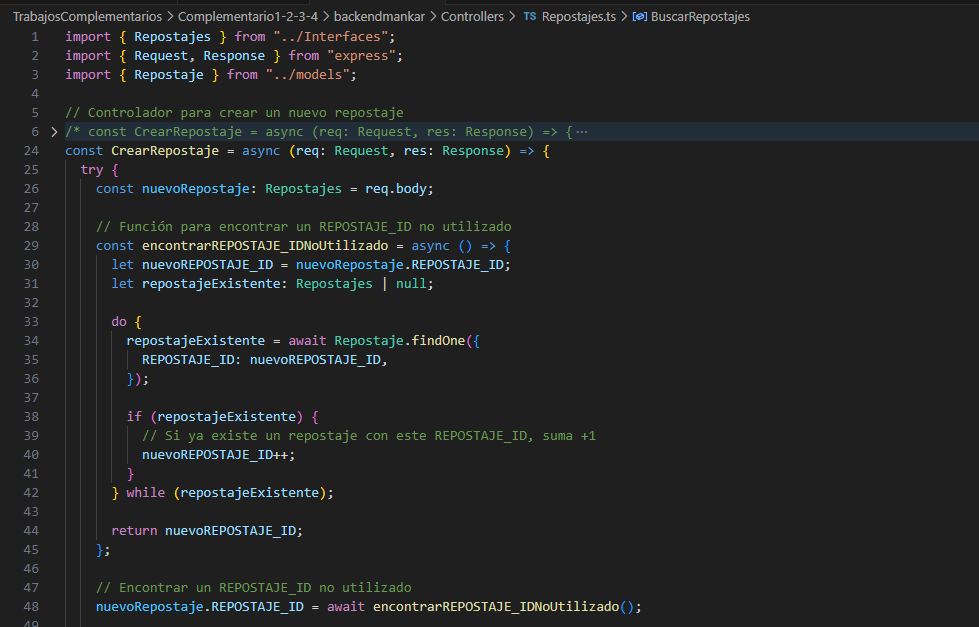 TrabajosComplementarios > Complementario1-2-3-4 > backendmankar > Controllers > TS Repostajes.ts > BuscarRepostajes
1 import { Repostajes } from "../Interfaces";
2 import { Request, Response } from "express";
3 import { Repostaje } from "../models";
4
5 // Controlador para crear un nuevo repostaje
6 > /* const CrearRepostaje = async (req: Request, res: Response) => { ···
24 const CrearRepostaje = async (req: Request, res: Response) => {
25 try {
26 const nuevoRepostaje: Repostajes = req.body;
27
28 // Función para encontrar un REPOSTAJE_ID no utilizado
29 const encontrarREPOSTAJE_IDNoUtilizado = async () => {
30 let nuevoREPOSTAJE_ID = nuevoRepostaje.REPOSTAJE_ID;
31 let repostajeExistente: Repostajes | null;
32
33 do {
34 repostajeExistente = await Repostaje.findOne({
35 REPOSTAJE_ID: nuevoREPOSTAJE_ID,
36 });
37
38 if (repostajeExistente) {
39 // Si ya existe un repostaje con este REPOSTAJE_ID, suma +1
40 nuevoREPOSTAJE_ID++;
41 }
42 } while (repostajeExistente);
43
44 return nuevoREPOSTAJE_ID;
45 };
46
47 // Encontrar un REPOSTAJE_ID no utilizado
48 nuevoRepostaje.REPOSTAJE_ID = await encontrarREPOSTAJE_IDNoUtilizado();
49